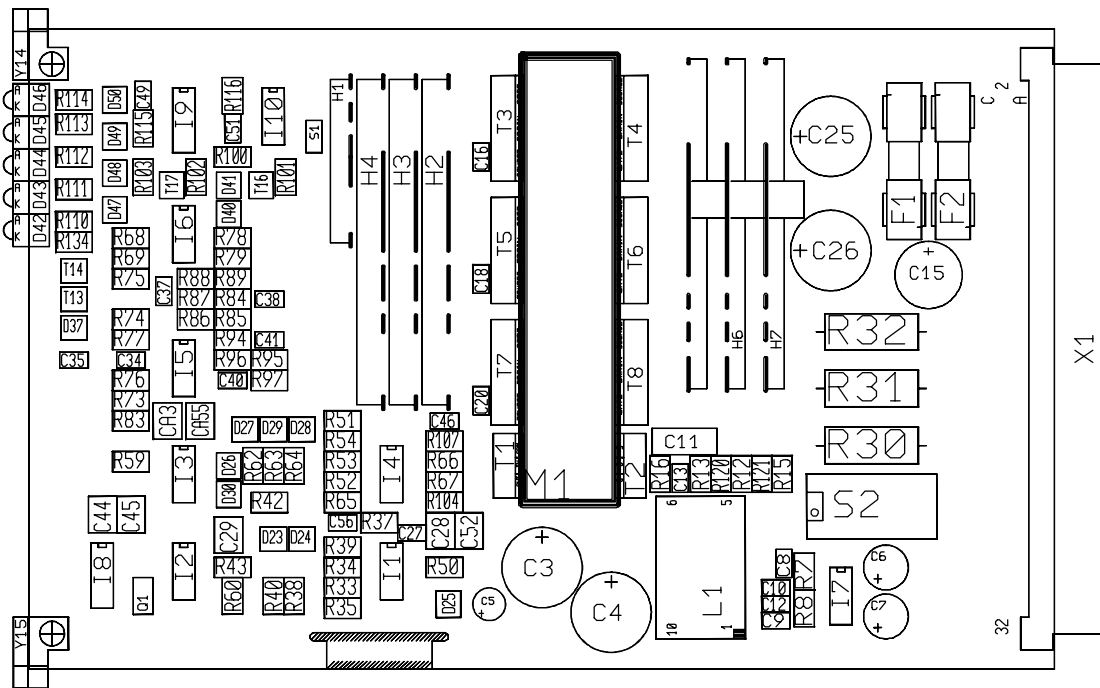 Y14
D46
D45
D44
D43
D42
A
K
A
K
A
K
A
K
A
K
R114
R113
R112
R111
R110
R134
D50
D49
D48
D47
C49
R115
R103
I9
T17
R102
R116
C51
R100
I10
D41
T16
R101
D40
S1
H1
H4
H3
H2
T3
T4
C16
T5
T6
C18
T7
T8
C20
T1
T2
M1
H6
H7
C25
C26
C15
F1
F2
C
2
A
X1
32
T14
T13
D37
C35
R68
R69
R75
R74
R77
C34
R76
R73
R83
R59
I6
C37
R88
R87
R86
R78
R79
R89
R84
R85
R94
R96
C40
C38
C41
R95
R97
I5
CA3
CA55
I3
D27
D29
D28
D26
D30
R62
R63
R64
R42
R51
R54
R53
R52
R65
C56
R37
C27
I4
C46
R107
R66
R67
R104
C28
C52
C44
C45
C29
D23
D24
I8
Q1
I2
R43
R60
R40
R38
R39
R34
R33
R35
I1
R50
D25
C5
C3
C4
C11
R16
C13
R13
R120
R12
R121
R15
6
5
L1
10
1
R32
R31
R30
S2
C8
C10
C12
C9
R7
R8
I7
C6
C7
Y15